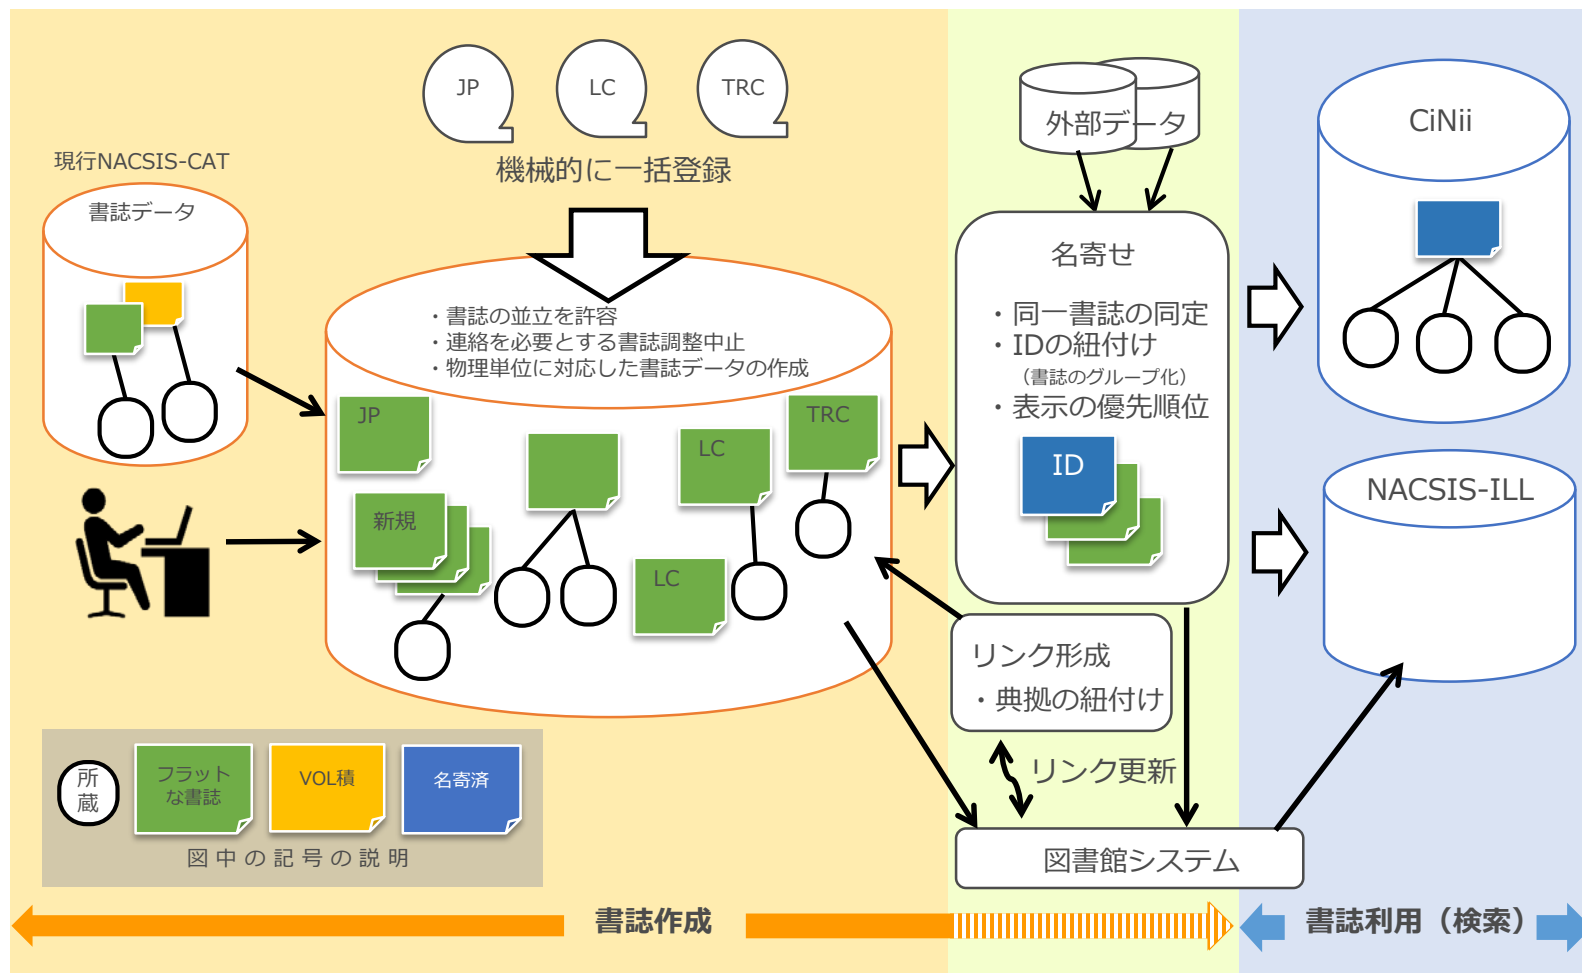 JP
LC
TRC
機械的に一括登録
現行NACSIS-CAT
書誌データ
・書誌の並立を許容
・連絡を必要とする書誌調整中止
・物理単位に対応した書誌データの作成
JP
LC
TRC
新規
LC
外部データ
名寄せ
・同一書誌の同定
・IDの紐付け
（書誌のグループ化）
・表示の優先順位
ID
リンク形成
・典拠の紐付け
リンク更新
図書館システム
CiNii
NACSIS-ILL
所
蔵
フラット
な書誌
VOL積
名寄済
図中の記号の説明
書誌作成
書誌利用（検索）